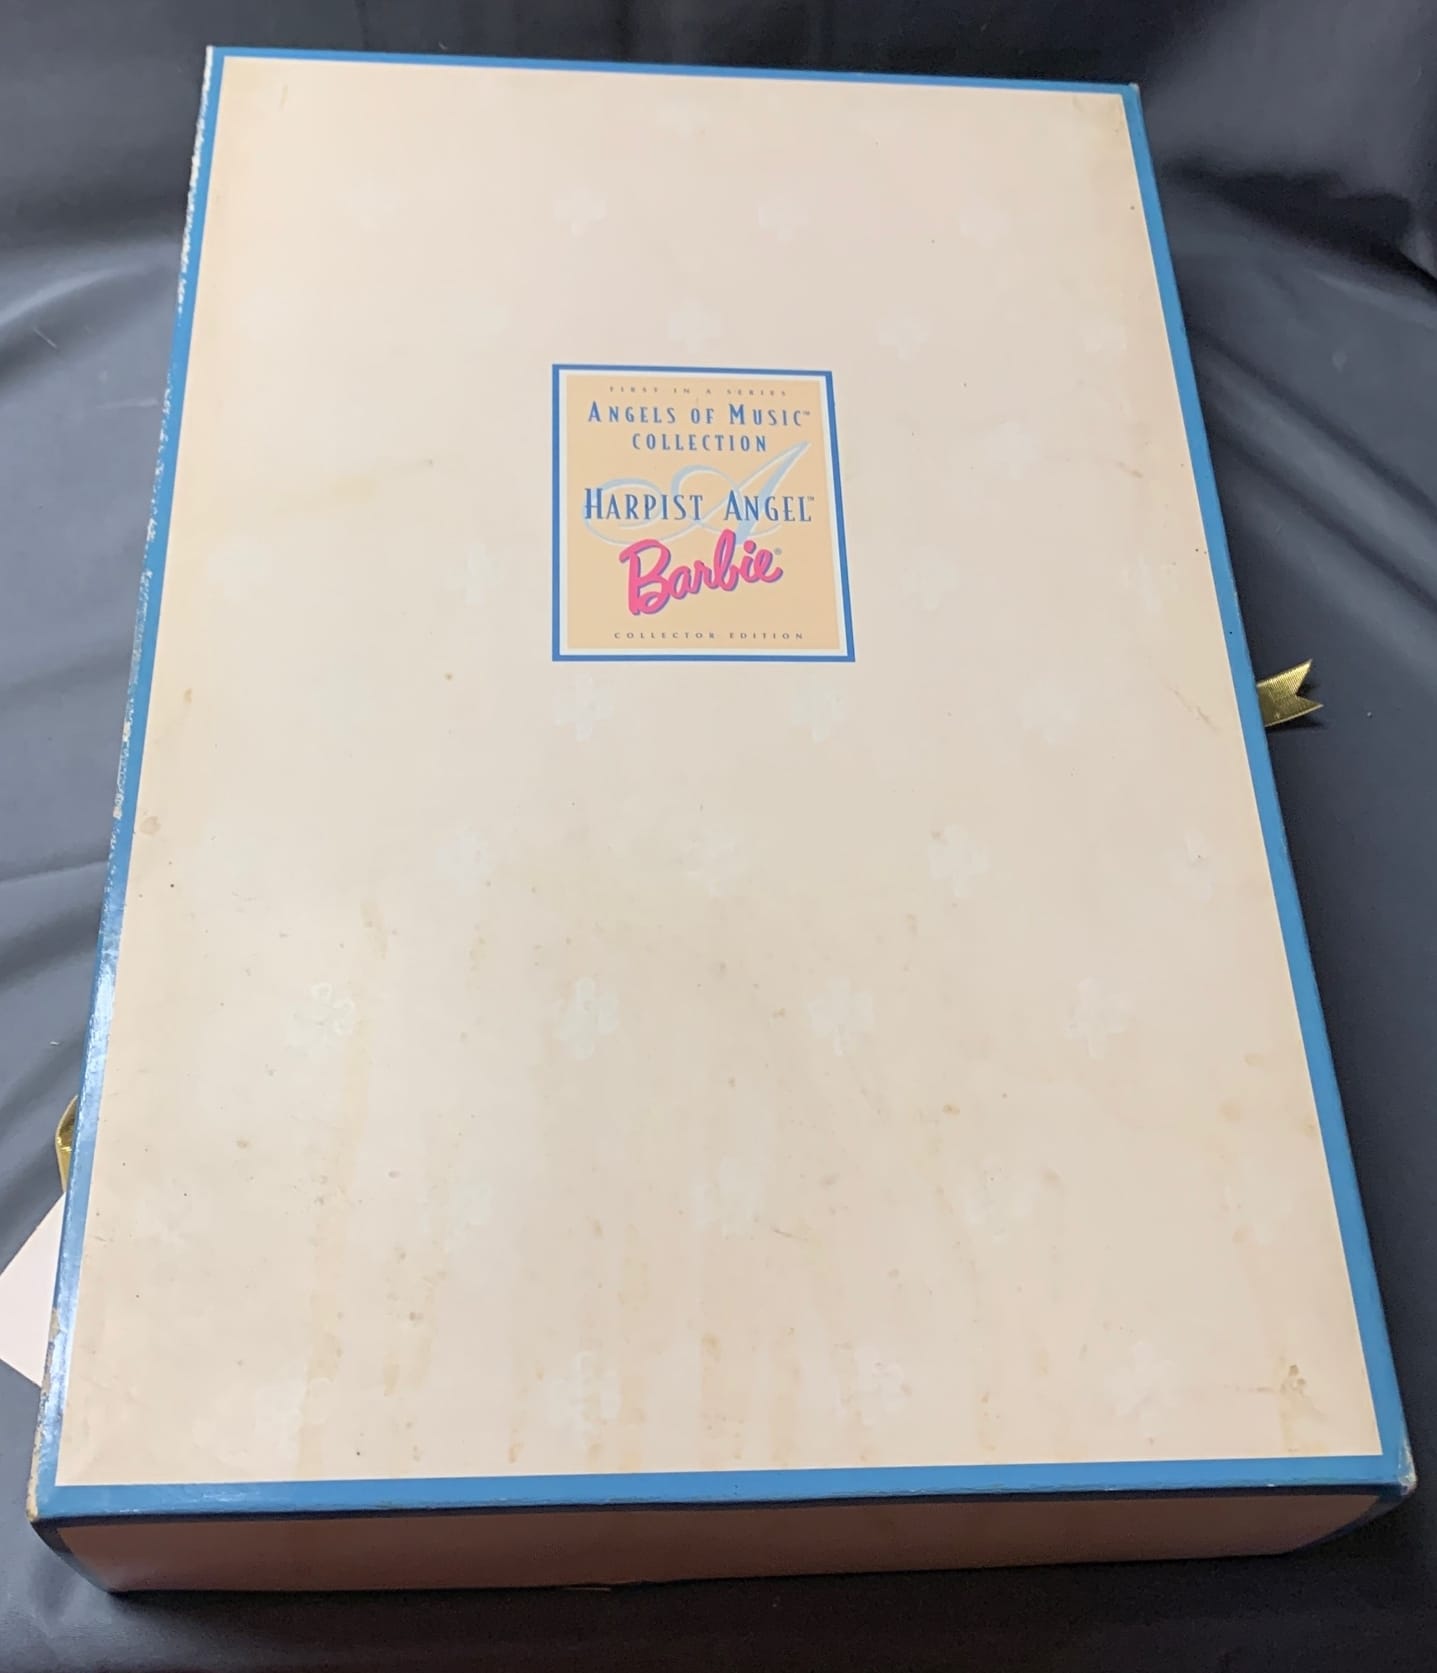 FIRST IN A SERIES
ANGELS OF MUSIC™
COLLECTION
HARPIST ANGEL™
Barbie®
COLLECTOR EDITION